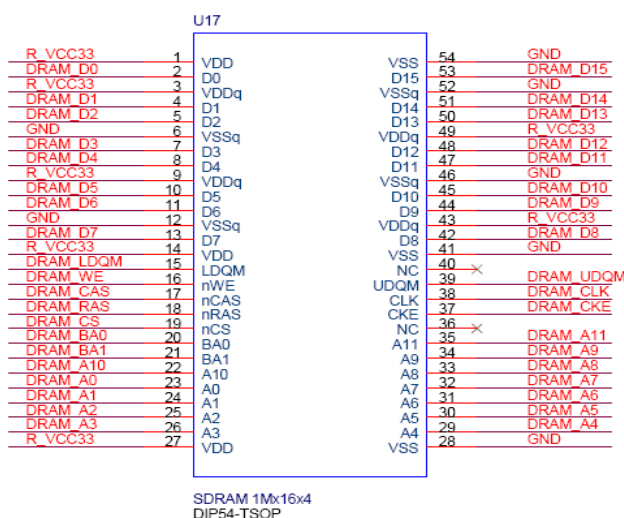 U17
R_VCC33 1 VDD VSS 54 GND
DRAM_D0 2 D0 D15 53 DRAM_D15
R_VCC33 3 VDDq VSSq 52 GND
DRAM_D1 4 D1 D14 51 DRAM_D14
DRAM_D2 5 D2 D13 50 DRAM_D13
GND 6 VSSq VDDq 49 R_VCC33
DRAM_D3 7 D3 D12 48 DRAM_D12
DRAM_D4 8 D4 D11 47 DRAM_D11
R_VCC33 9 VDDq VSSq 46 GND
DRAM_D5 10 D5 D10 45 DRAM_D10
DRAM_D6 11 D6 D9 44 DRAM_D9
GND 12 VSSq VDDq 43 R_VCC33
DRAM_D7 13 D7 D8 42 DRAM_D8
R_VCC33 14 VDD VSS 41 GND
DRAM_LDQM 15 LDQM NC 40
DRAM_WE 16 nWE UDQM 39 DRAM_UDQM
DRAM_CAS 17 nCAS CLK 38 DRAM_CLK
DRAM_RAS 18 nRAS CKE 37 DRAM_CKE
DRAM_CS 19 nCS NC 36
DRAM_BA0 20 BA0 A11 35 DRAM_A11
DRAM_BA1 21 BA1 A9 34 DRAM_A9
DRAM_A10 22 A10 A8 33 DRAM_A8
DRAM_A0 23 A0 A7 32 DRAM_A7
DRAM_A1 24 A1 A6 31 DRAM_A6
DRAM_A2 25 A2 A5 30 DRAM_A5
DRAM_A3 26 A3 A4 29 DRAM_A4
R_VCC33 27 VDD VSS 28 GND
SDRAM 1Mx16x4
DIP54-TSOP